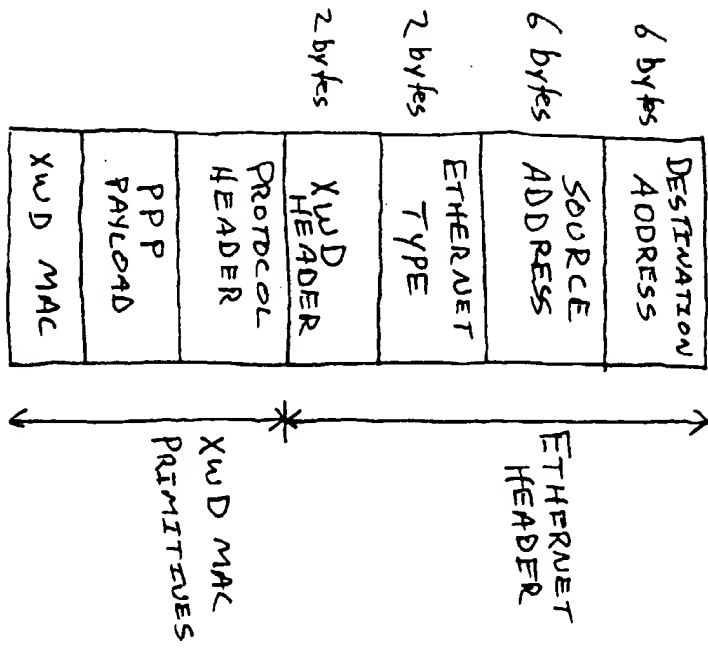 6 bytes
DESTINATION
ADDRESS
6 bytes
SOURCE
ADDRESS
2 bytes
ETHERNET
TYPE
2 bytes
XWD
HEADER
ETHERNET
HEADER
PROTOCOL
HEADER
PPP
PAYLOAD
XWD MAC
XWD MAC
PRIMITIVES